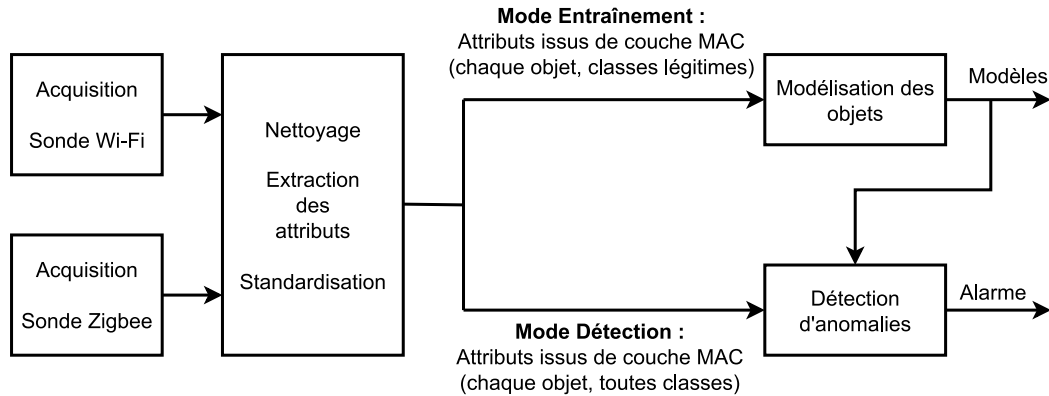 Acquisition
Sonde Wi-Fi
Acquisition
Sonde Zigbee
Nettoyage
Extraction
des
attributs
Standardisation
Mode Entraînement :
Attributs issus de couche MAC
(chaque objet, classes légitimes)
Modélisation des
objets
Modèles
Mode Détection :
Attributs issus de couche MAC
(chaque objet, toutes classes)
Détection
d'anomalies
Alarme